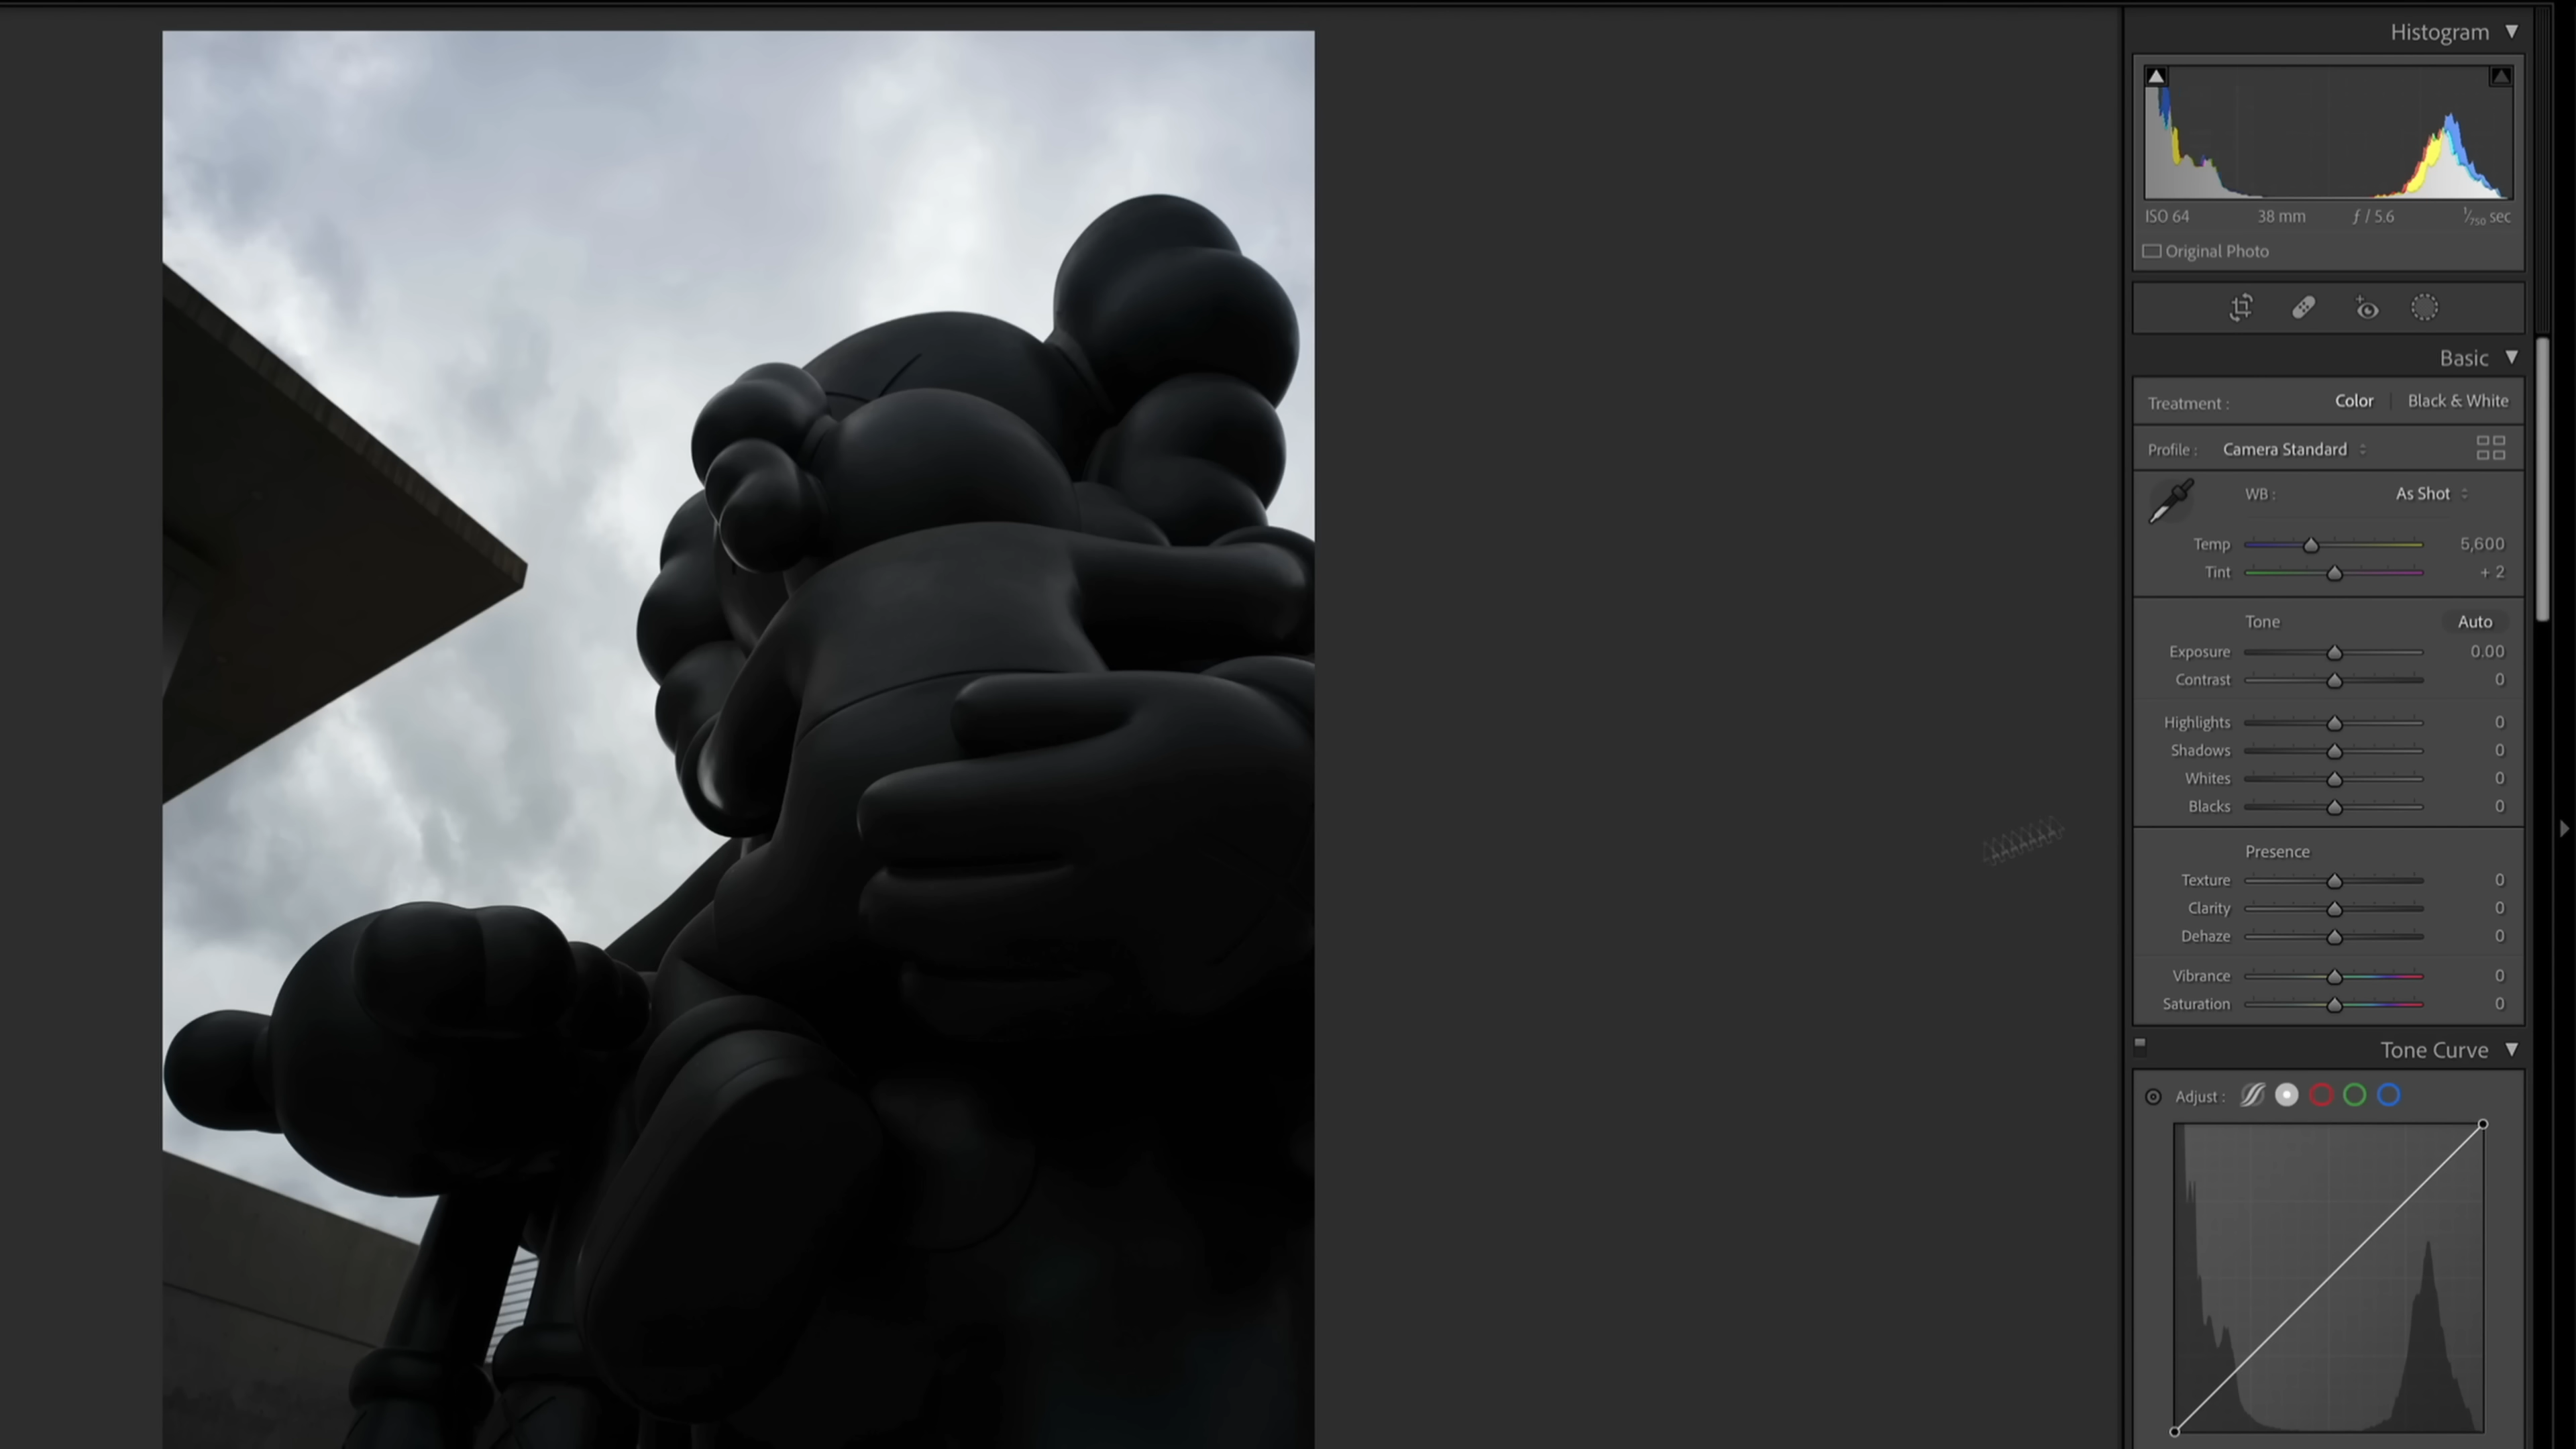 Histogram
ISO 64 38 mm ƒ / 5.6 1/750 sec
Original Photo
Basic
Treatment : Color Black & White
Profile : Camera Standard
WB : As Shot
Temp 5,600
Tint + 2
Tone Auto
Exposure 0.00
Contrast 0
Highlights 0
Shadows 0
Whites 0
Blacks 0
Presence
Texture 0
Clarity 0
Dehaze 0
Vibrance 0
Saturation 0
Tone Curve
Adjust :